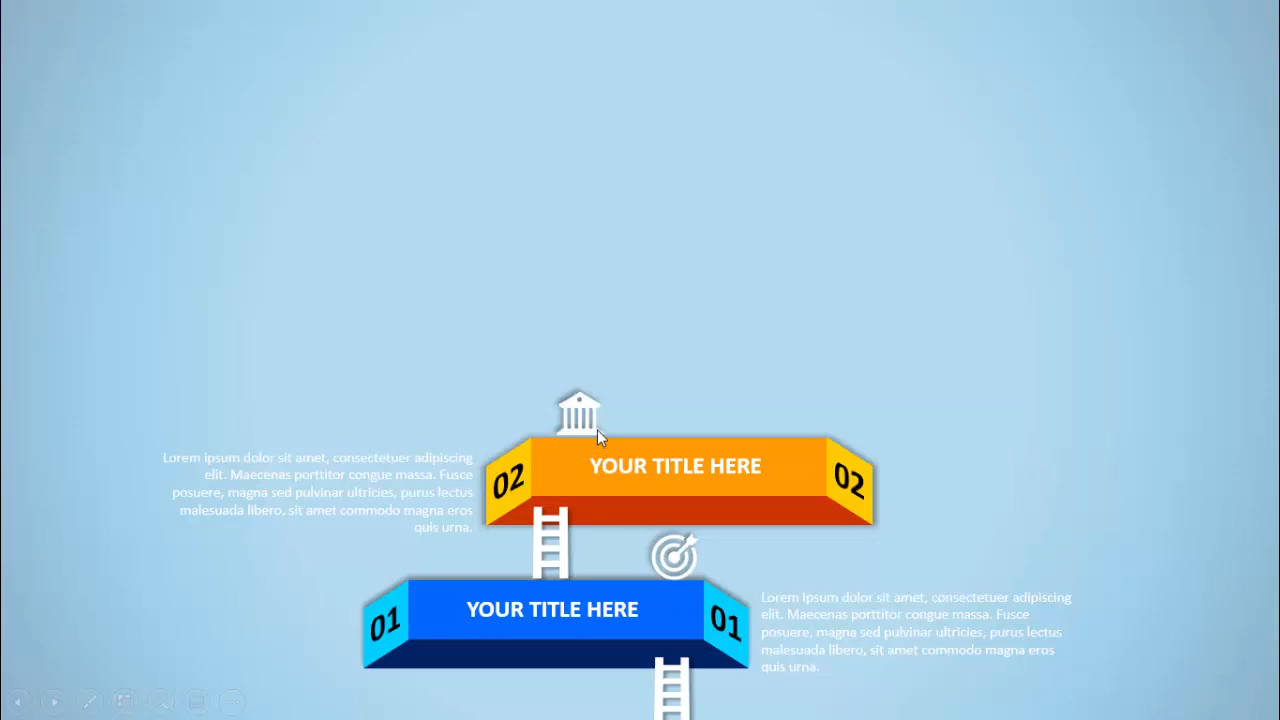 Lorem ipsum dolor sit amet, consectetuer adipiscing
elit. Maecenas porttitor congue massa. Fusce
posuere, magna sed pulvinar ultricies, purus lectus
malesuada libero, sit amet commodo magna eros
quis urna.
02
YOUR TITLE HERE
02
01
YOUR TITLE HERE
01
Lorem ipsum dolor sit amet, consectetuer adipiscing
elit. Maecenas porttitor congue massa. Fusce
posuere, magna sed pulvinar ultricies, purus lectus
malesuada libero, sit amet commodo magna eros
quis urna.